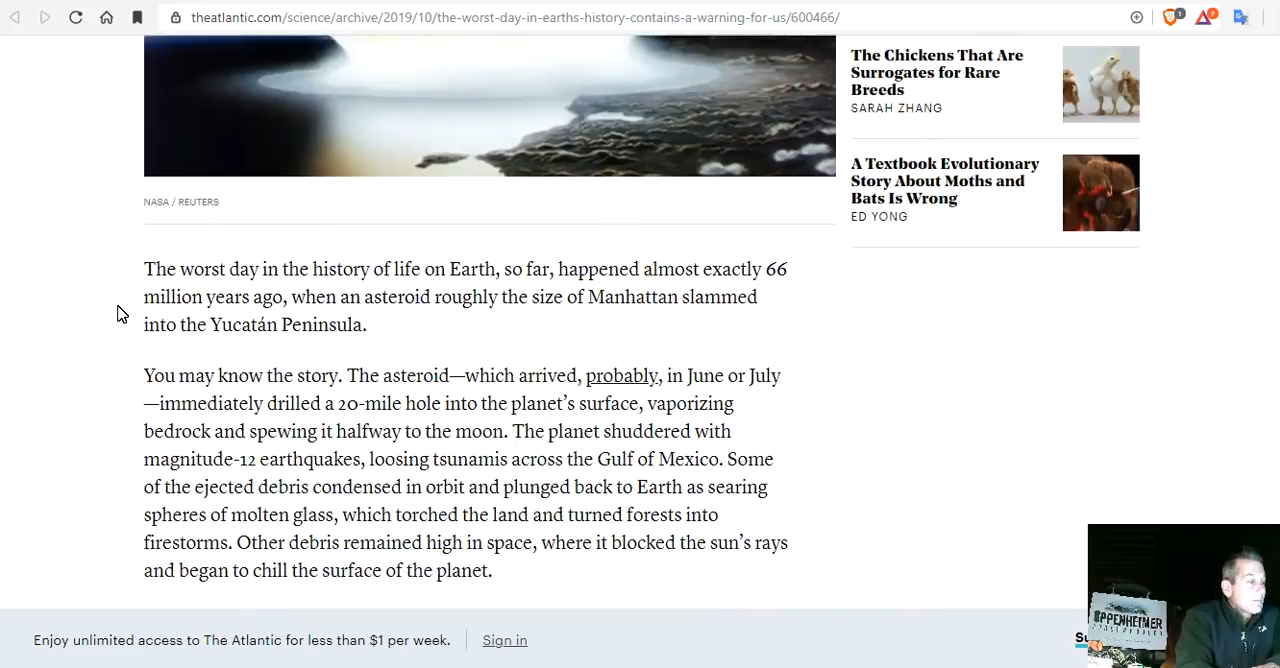 theatlantic.com/science/archive/2019/10/the-worst-day-in-earths-history-contains-a-warning-for-us/600466/
1
7
The Chickens That Are
Surrogates for Rare
Breeds
SARAH ZHANG
A Textbook Evolutionary
Story About Moths and
Bats Is Wrong
ED YONG
NASA / REUTERS
The worst day in the history of life on Earth, so far, happened almost exactly 66
million years ago, when an asteroid roughly the size of Manhattan slammed
into the Yucatán Peninsula.
You may know the story. The asteroid—which arrived, probably, in June or July
—immediately drilled a 20-mile hole into the planet’s surface, vaporizing
bedrock and spewing it halfway to the moon. The planet shuddered with
magnitude-12 earthquakes, loosing tsunamis across the Gulf of Mexico. Some
of the ejected debris condensed in orbit and plunged back to Earth as searing
spheres of molten glass, which torched the land and turned forests into
firestorms. Other debris remained high in space, where it blocked the sun’s rays
and began to chill the surface of the planet.
Enjoy unlimited access to The Atlantic for less than $1 per week. Sign in
OPPENHEIMER